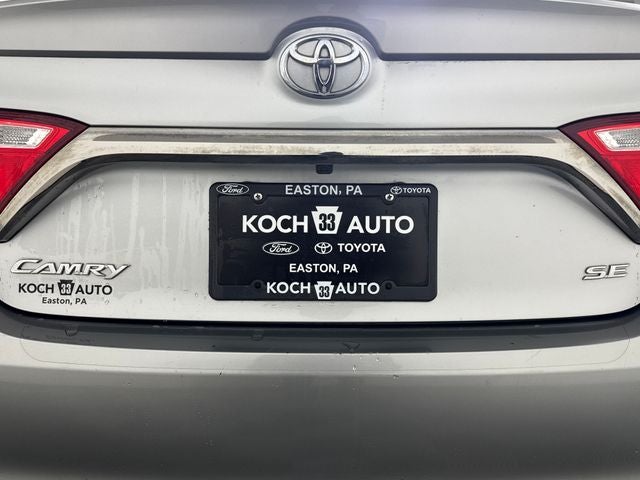 Ford EASTON, PA TOYOTA
KOCH 33 AUTO
Ford TOYOTA
EASTON, PA
KOCH 33 AUTO
CAMRY
SE
KOCH 33 AUTO
Easton, PA